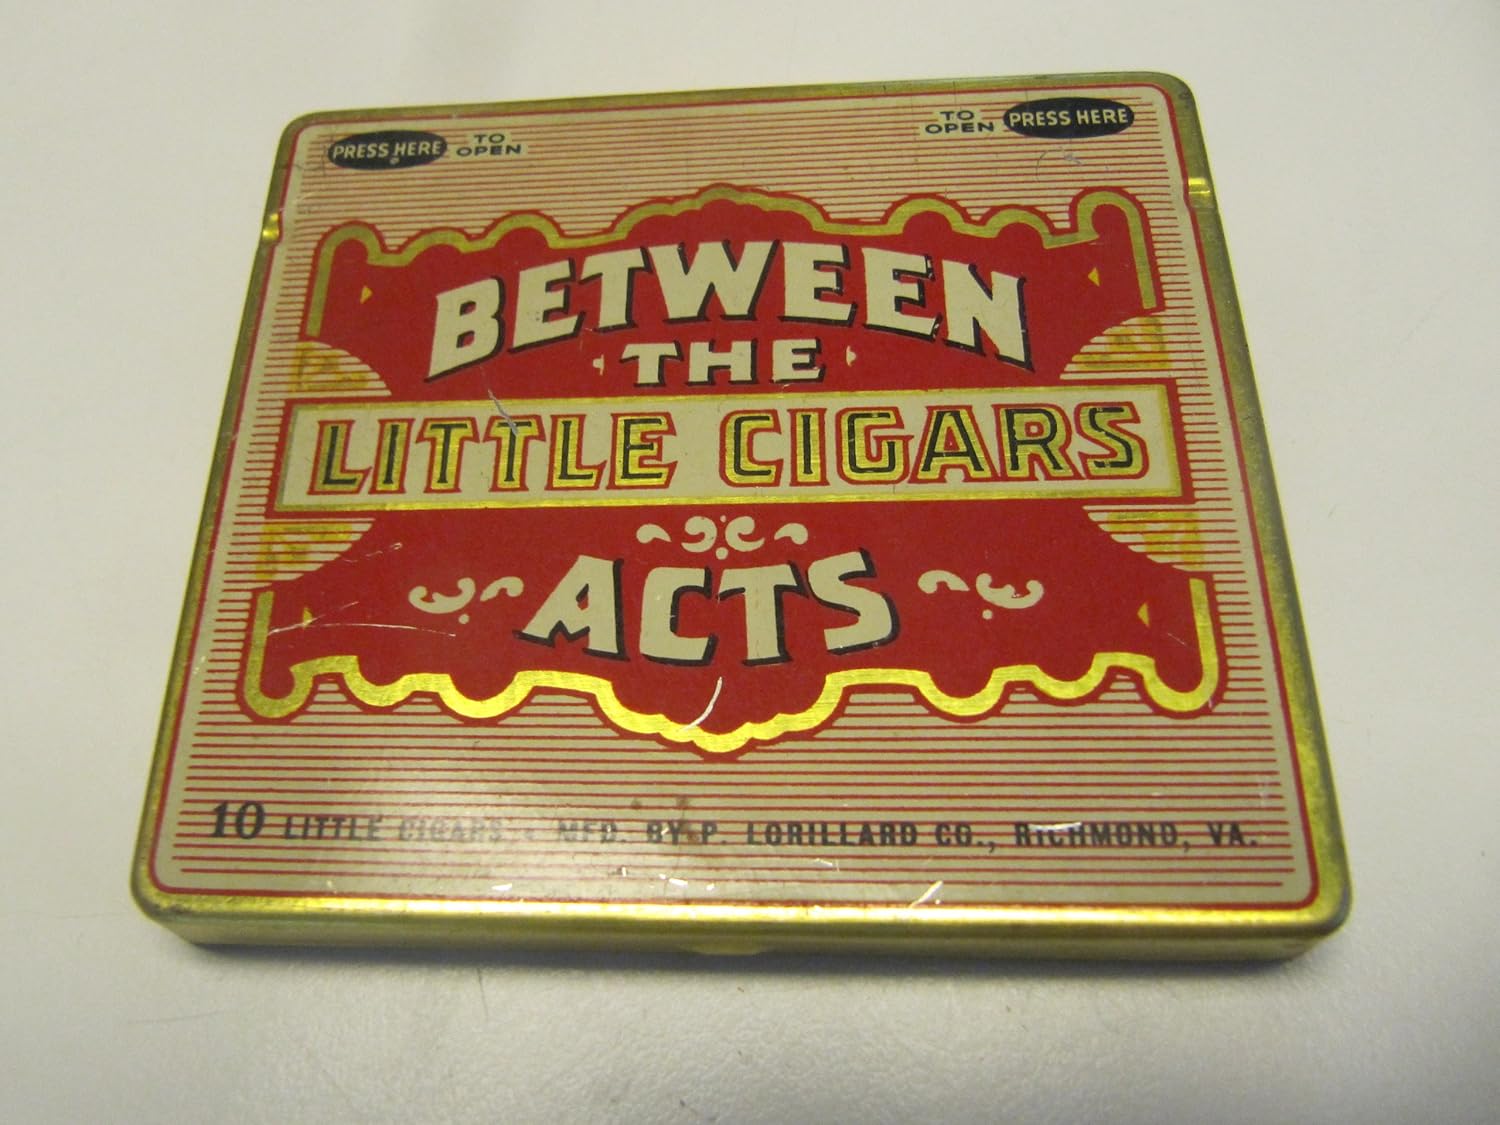 PRESS HERE TO OPEN
TO OPEN PRESS HERE
BETWEEN
THE
LITTLE CIGARS
ACTS
10 LITTLE CIGARS - MFD. BY P. LORILLARD CO., RICHMOND, VA.